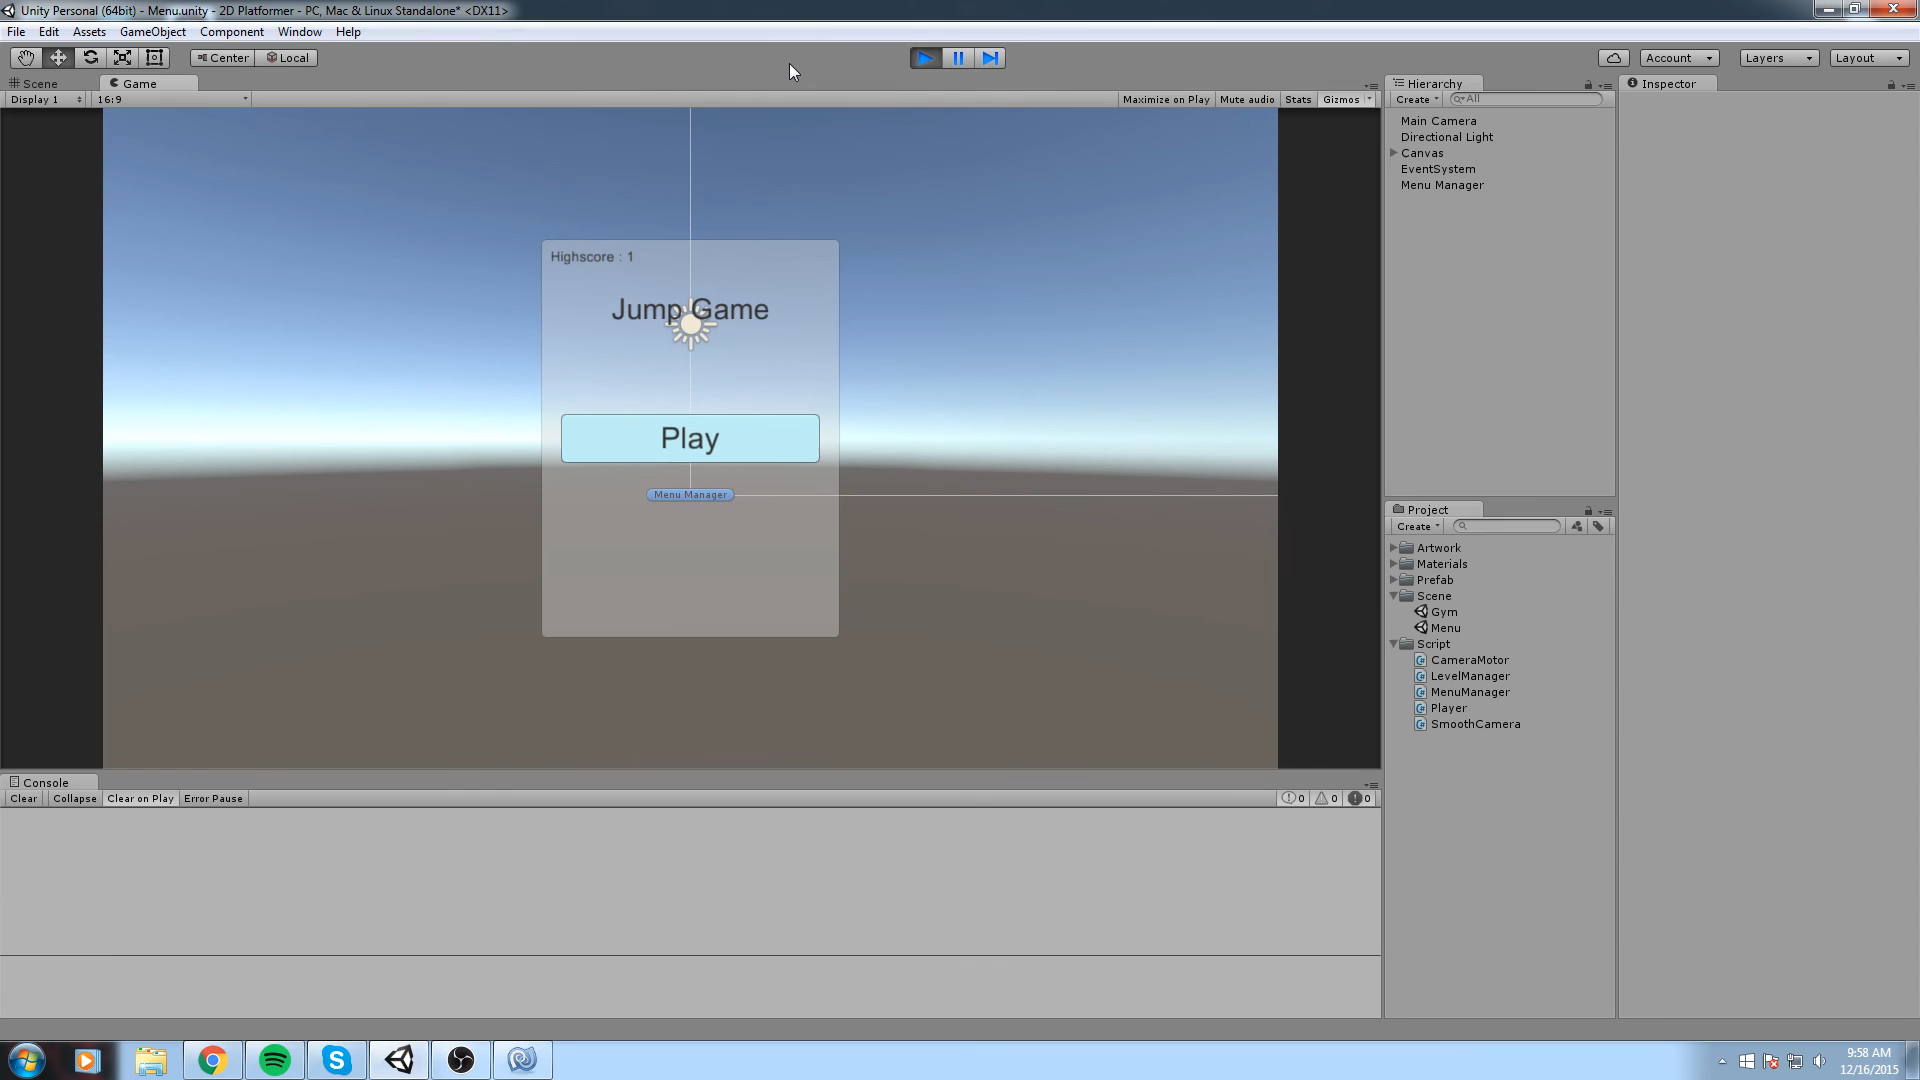 Unity Personal (64bit) - Menu.unity - 2D Platformer - PC, Mac & Linux Standalone* <DX11>
File Edit Assets GameObject Component Window Help
Center Local Account Layers Layout
Scene Game
Display 1 16:9 Maximize on Play Mute audio Stats Gizmos
Highscore : 1
Jump Game
Play
Menu Manager
Hierarchy
Create All
Main Camera
Directional Light
Canvas
EventSystem
Menu Manager
Project
Create
Artwork
Materials
Prefab
Scene
Gym
Menu
Script
CameraMotor
LevelManager
MenuManager
Player
SmoothCamera
Inspector
Console
Clear Collapse Clear on Play Error Pause 0 0 0
9:58 AM
12/16/2015